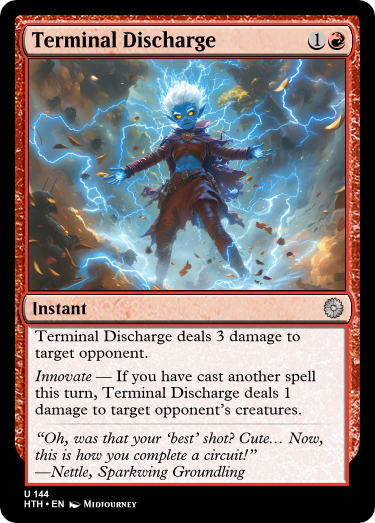 Terminal Discharge 1
Instant
Terminal Discharge deals 3 damage to
target opponent.
Innovate — If you have cast another spell
this turn, Terminal Discharge deals 1
damage to target opponent's creatures.
“Oh, was that your ‘best’ shot? Cute… Now,
this is how you complete a circuit!”
—Nettle, Sparkwing Groundling
U 144
HTH • EN Midjourney